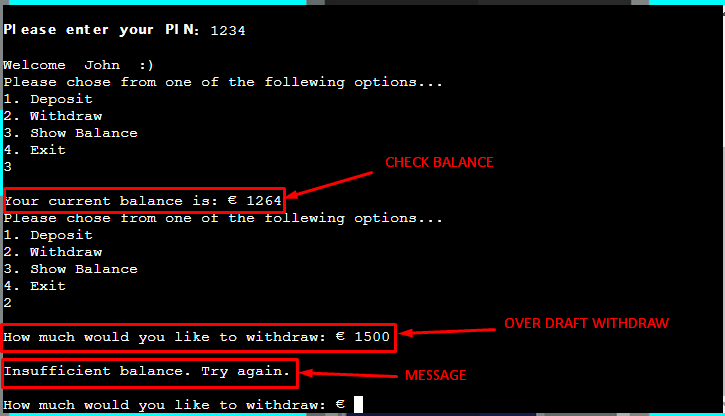 Please enter your PIN: 1234
Welcome John :)
Please chose from one of the fillowing options...
1. Deposit
2. Withdraw
3. Show Balance
4. Exit
3
CHECK BALANCE
Your current balance is: € 1264
Please chose from one of the fillowing options...
1. Deposit
2. Withdraw
3. Show Balance
4. Exit
2
OVER DRAFT WITHDRAW
How much would you like to withdraw: € 1500
Insufficient balance. Try again.
MESSAGE
How much would you like to withdraw: €